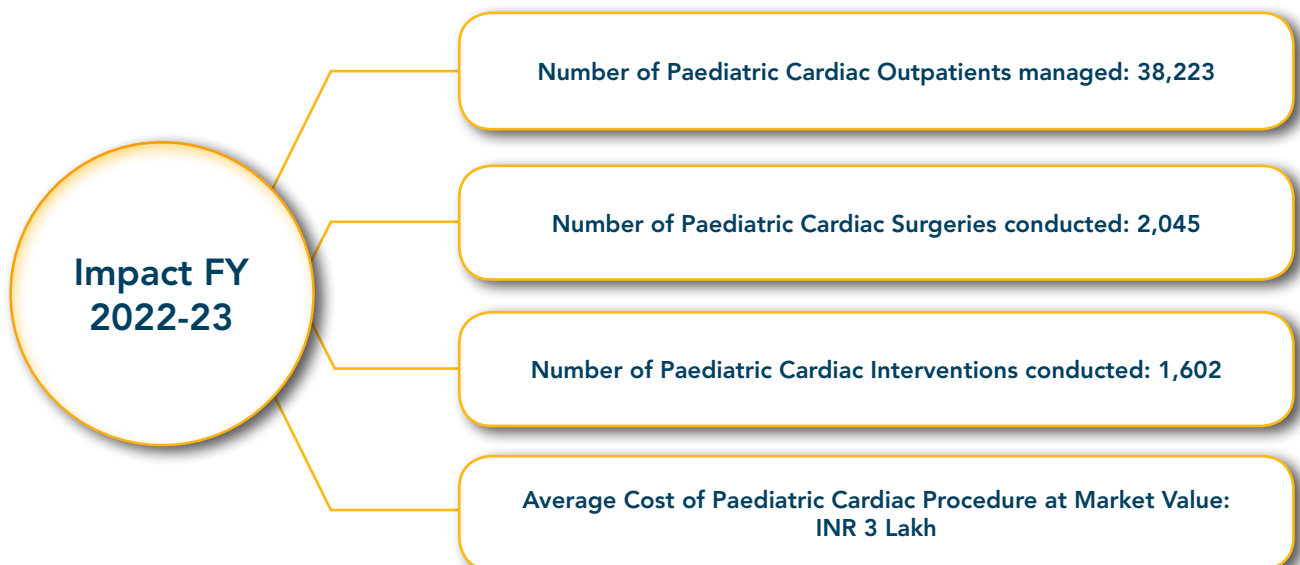 Impact FY
2022-23
Number of Paediatric Cardiac Outpatients managed: 38,223
Number of Paediatric Cardiac Surgeries conducted: 2,045
Number of Paediatric Cardiac Interventions conducted: 1,602
Average Cost of Paediatric Cardiac Procedure at Market Value:
INR 3 Lakh